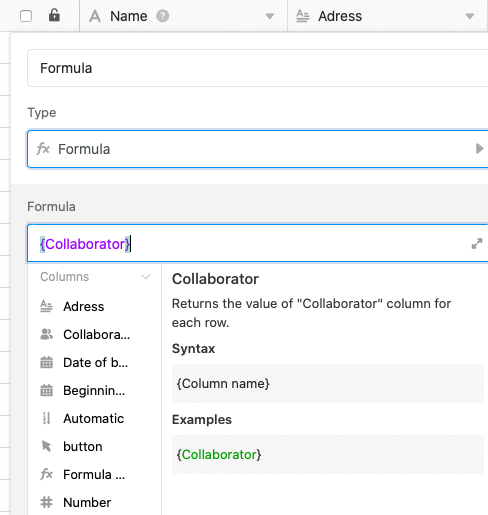 Name
Adress
Formula
Type
fx Formula
Formula
{Collaborator}
Columns
Adress
Collabora...
Date of b...
Beginnin...
Automatic
button
fx Formula ...
Number
Collaborator
Returns the value of "Collaborator" column for
each row.
Syntax
{Column name}
Examples
{Collaborator}